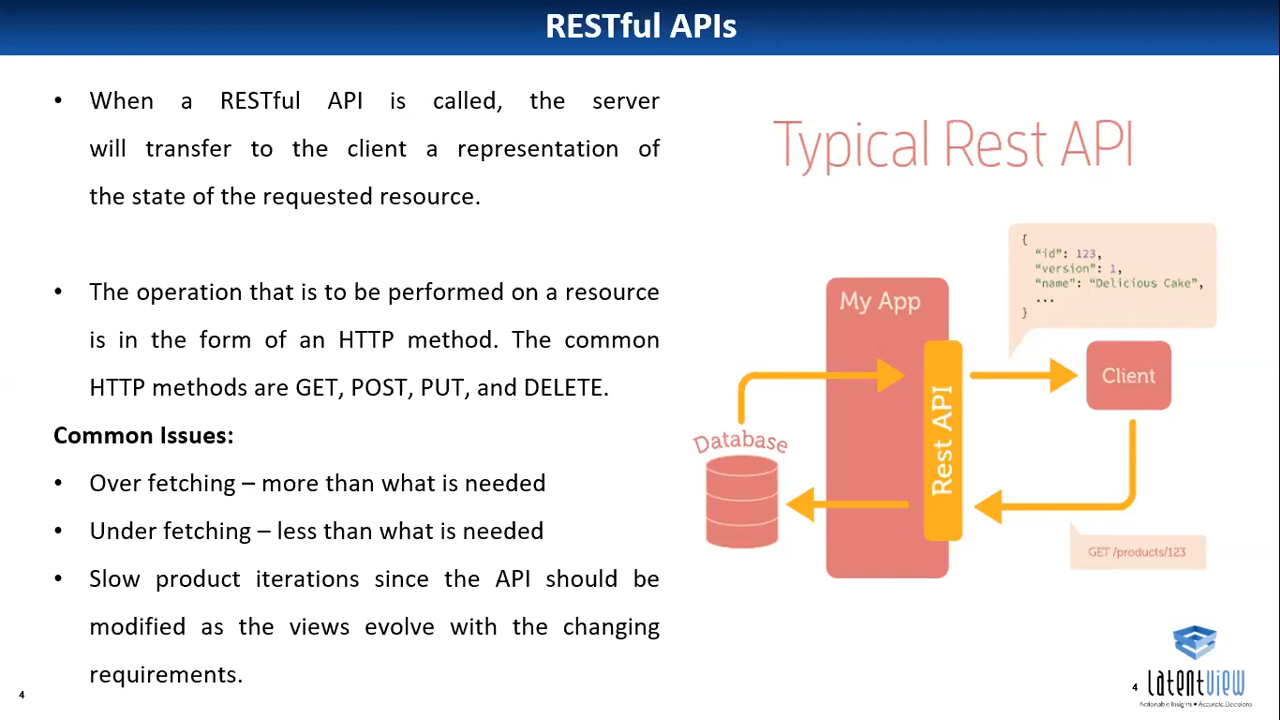 RESTful APIs
• When a RESTful API is called, the server
will transfer to the client a representation of
the state of the requested resource.
• The operation that is to be performed on a resource
is in the form of an HTTP method. The common
HTTP methods are GET, POST, PUT, and DELETE.
Common Issues:
• Over fetching – more than what is needed
• Under fetching – less than what is needed
• Slow product iterations since the API should be
modified as the views evolve with the changing
requirements.
4
Typical Rest API
{
"id": 123,
"version": 1,
"name": "Delicious Cake",
...
}
My App
Rest API
Client
Database
GET /products/123
4
LatentView
Actionable Insights • Accurate Decisions